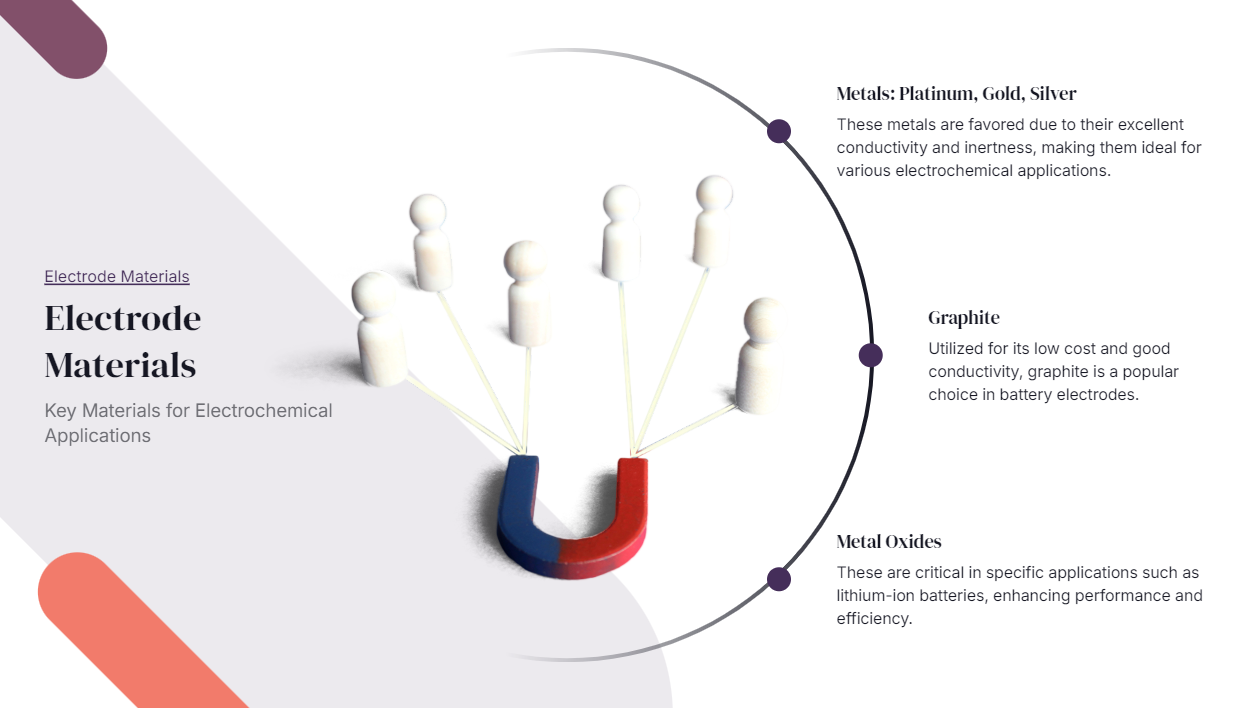 Electrode Materials
Electrode
Materials
Key Materials for Electrochemical
Applications
Metals: Platinum, Gold, Silver
These metals are favored due to their excellent
conductivity and inertness, making them ideal for
various electrochemical applications.
Graphite
Utilized for its low cost and good
conductivity, graphite is a popular
choice in battery electrodes.
Metal Oxides
These are critical in specific applications such as
lithium-ion batteries, enhancing performance and
efficiency.